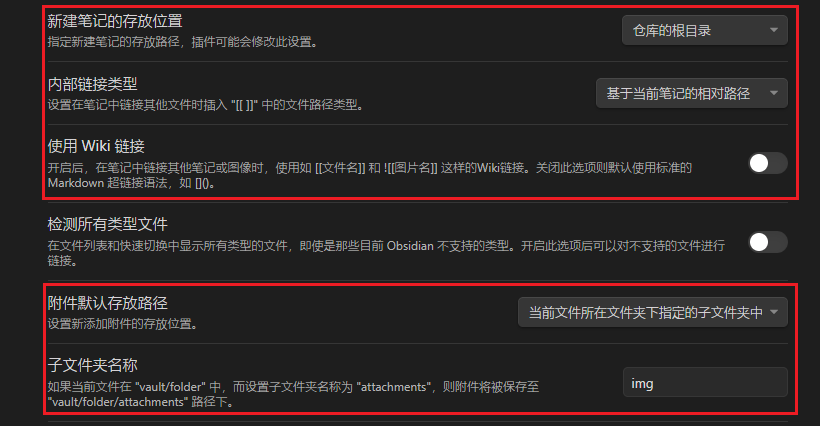 新建笔记的存放位置
指定新建笔记的存放路径，插件可能会修改此设置。
仓库的根目录
内部链接类型
设置在笔记中链接其他文件时插入 "[[ ]]" 中的文件路径类型。
基于当前笔记的相对路径
使用 Wiki 链接
开启后，在笔记中链接其他笔记或图像时，使用如 [[文件名]] 和 ![[图片名]] 这样的Wiki链接。关闭此选项则默认使用标准的
Markdown 超链接语法，如 []()。
检测所有类型文件
在文件列表和快速切换中显示所有类型的文件，即使是那些目前 Obsidian 不支持的类型。开启此选项后可以对不支持的文件进行
链接。
附件默认存放路径
设置新添加附件的存放位置。
当前文件所在文件夹下指定的子文件夹中
子文件夹名称
如果当前文件在 "vault/folder" 中，而设置子文件夹名称为 "attachments"，则附件将被保存至
"vault/folder/attachments" 路径下。
img